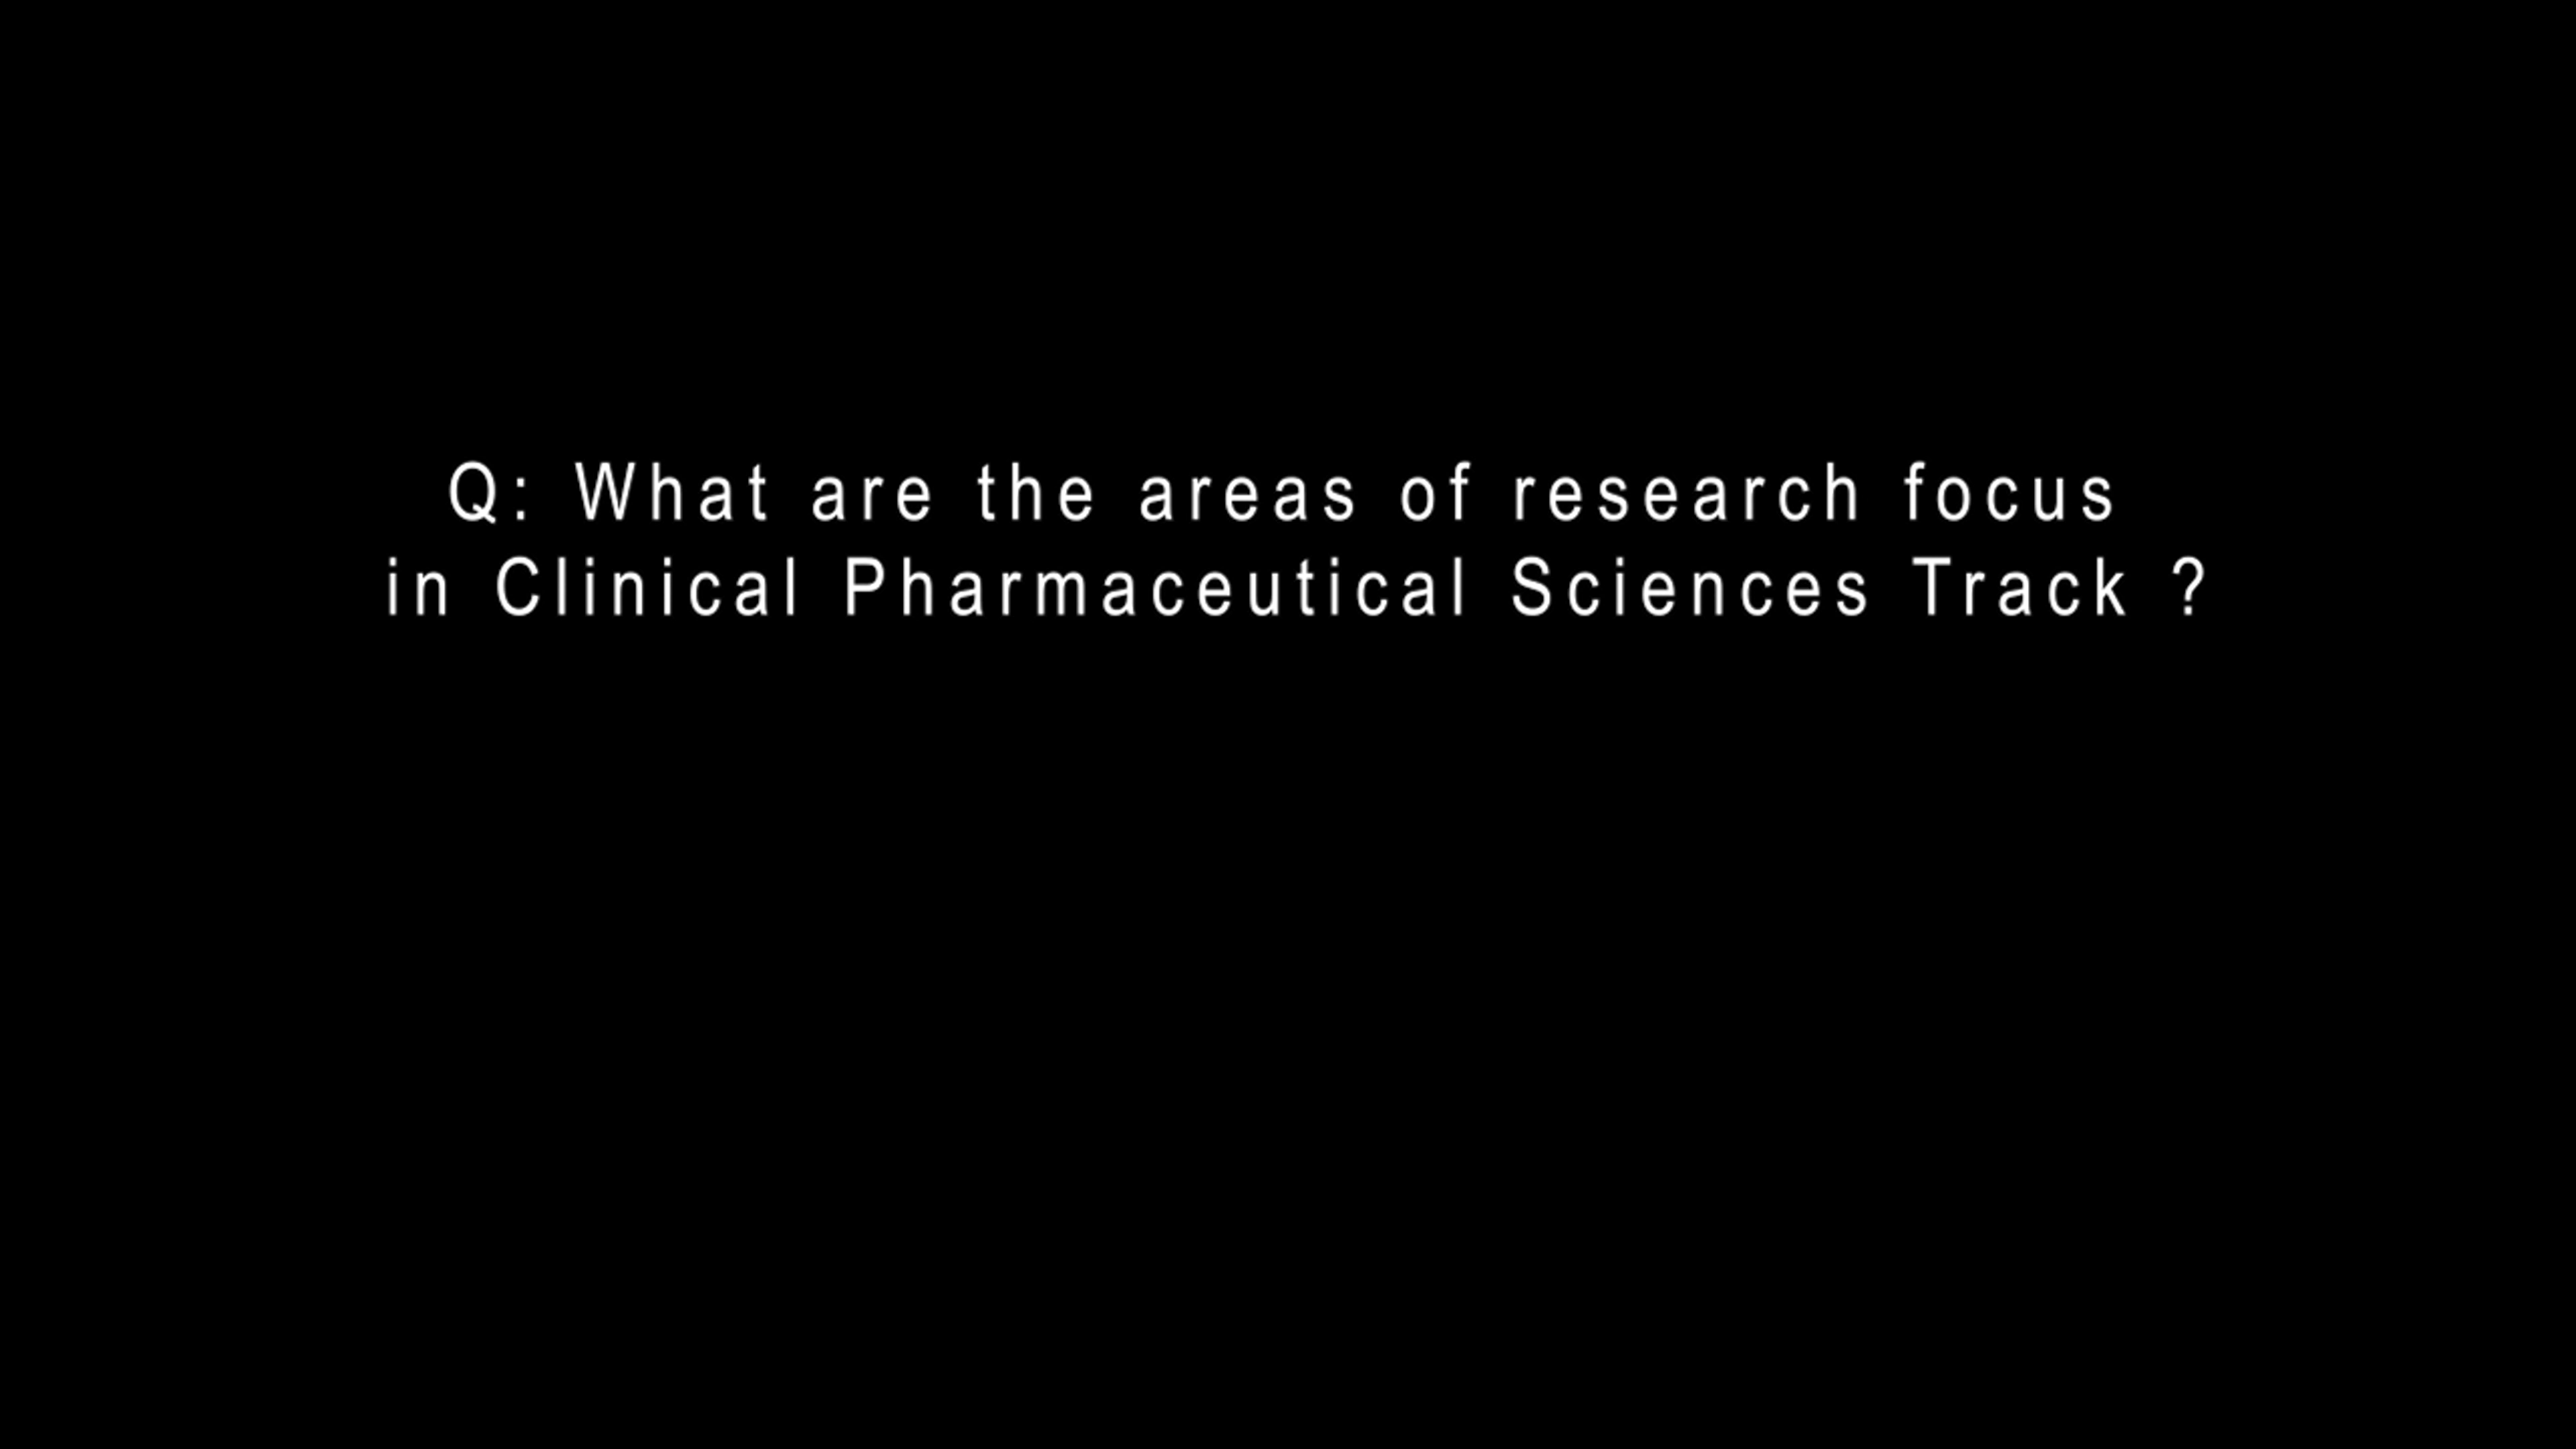 Q: What are the areas of research focus
in Clinical Pharmaceutical Sciences Track ?